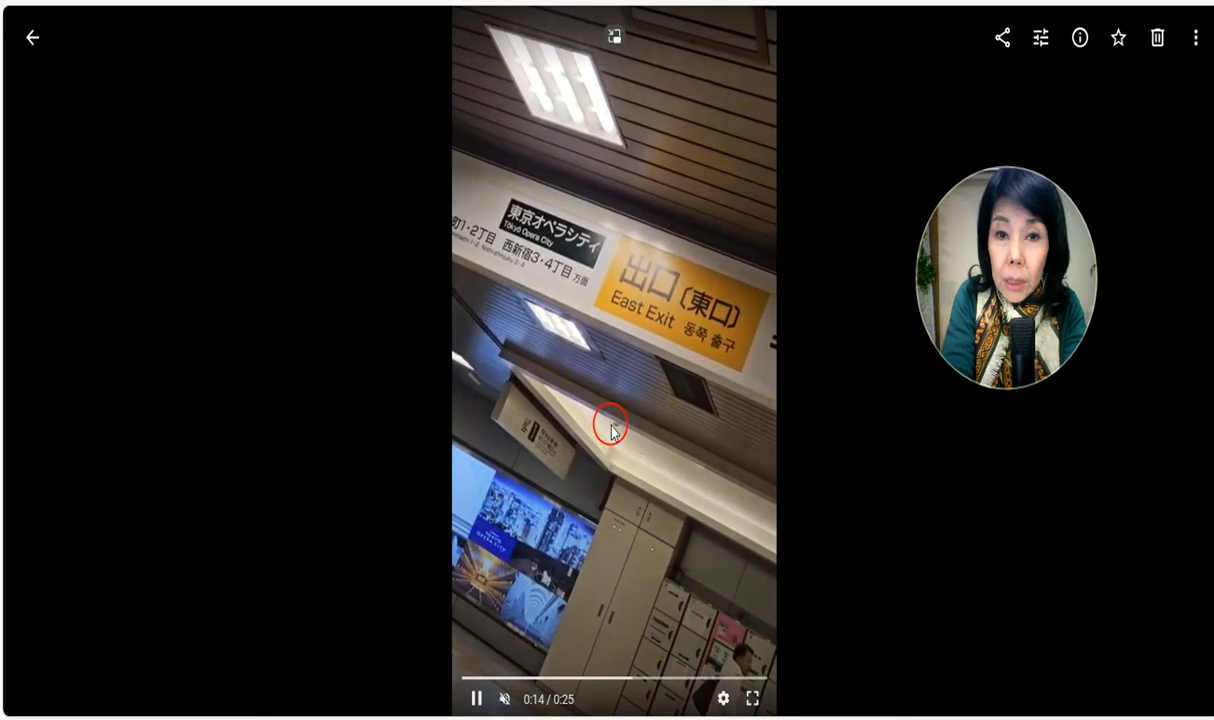 東京オペラシティ
Tokyo Opera City
町1・2丁目 西新宿3・4丁目 方面
出口(東口)
East Exit 동쪽 출구
0:14 / 0:25